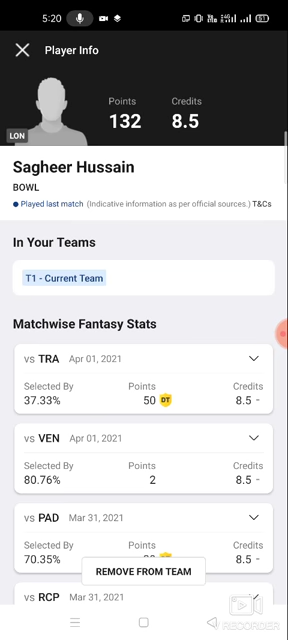 5:20 51
Player Info
Points Credits
132 8.5
LON
Sagheer Hussain
BOWL
Played last match (Indicative information as per official sources.) T&Cs
In Your Teams
T1 - Current Team
Matchwise Fantasy Stats
vs TRA Apr 01, 2021
Selected By Points Credits
37.33% 50 DT 8.5 -
vs VEN Apr 01, 2021
Selected By Points Credits
80.76% 2 8.5 -
vs PAD Mar 31, 2021
Selected By Points Credits
70.35% 8.5 -
REMOVE FROM TEAM
vs RCP Mar 31, 2021
RECORDER